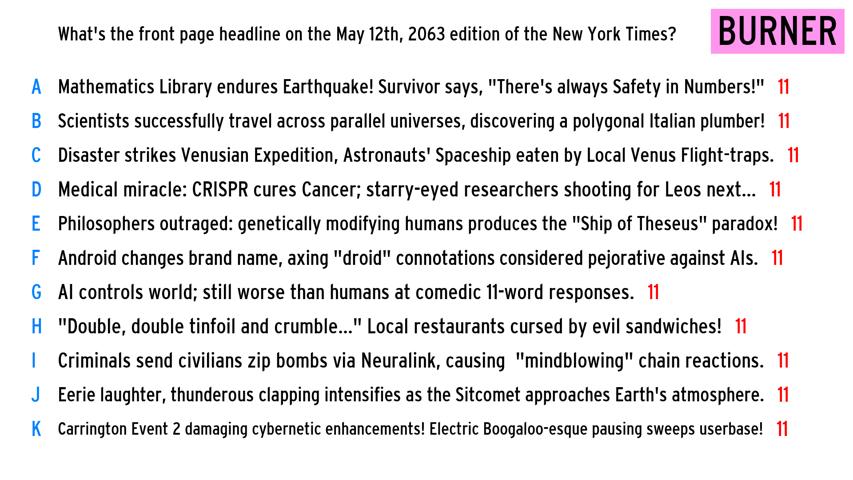 What's the front page headline on the May 12th, 2063 edition of the New York Times?
BURNER
A Mathematics Library endures Earthquake! Survivor says, "There's always Safety in Numbers!" 11
B Scientists successfully travel across parallel universes, discovering a polygonal Italian plumber! 11
C Disaster strikes Venusian Expedition, Astronauts' Spaceship eaten by Local Venus Flight-traps. 11
D Medical miracle: CRISPR cures Cancer; starry-eyed researchers shooting for Leos next... 11
E Philosophers outraged: genetically modifying humans produces the "Ship of Theseus" paradox! 11
F Android changes brand name, axing "droid" connotations considered pejorative against AIs. 11
G AI controls world; still worse than humans at comedic 11-word responses. 11
H "Double, double tinfoil and crumble..." Local restaurants cursed by evil sandwiches! 11
I Criminals send civilians zip bombs via Neuralink, causing  "mindblowing" chain reactions. 11
J Eerie laughter, thunderous clapping intensifies as the Sitcomet approaches Earth's atmosphere. 11
K Carrington Event 2 damaging cybernetic enhancements! Electric Boogaloo-esque pausing sweeps userbase! 11